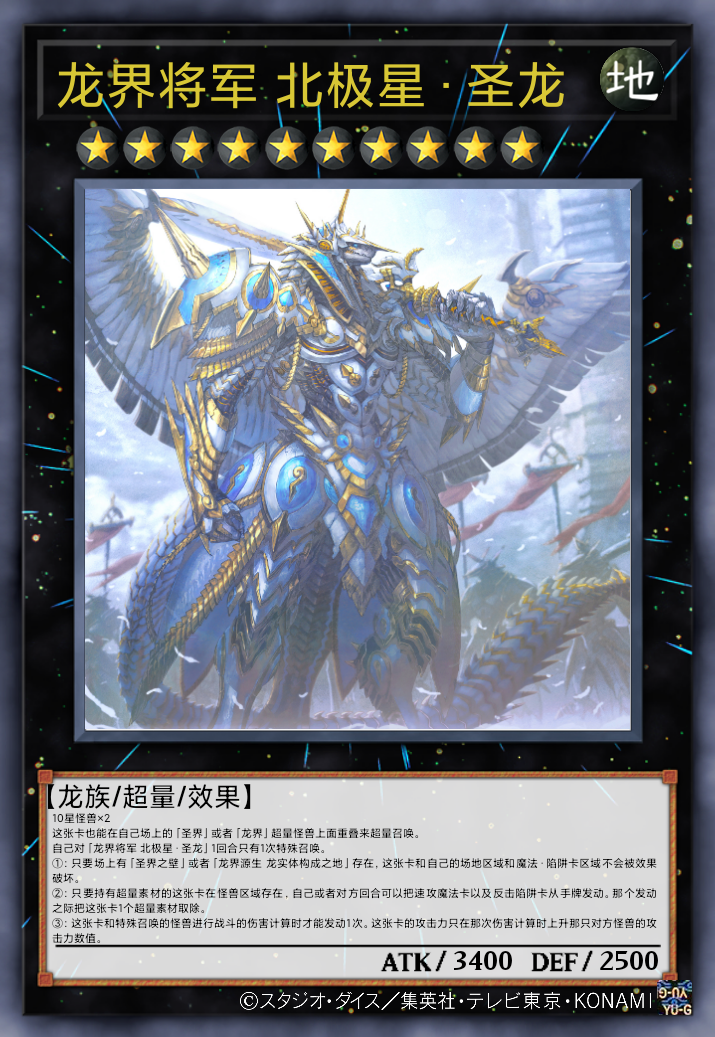 龙界将军 北极星·圣龙
地
【龙族/超量/效果】
10星怪兽×2
这张卡也能在自己场上的「圣界」或者「龙界」超量怪兽上面重叠来超量召唤。
自己对「龙界将军 北极星·圣龙」1回合只有1次特殊召唤。
①：只要场上有「圣界之壁」或者「龙界源生 龙实体构成之地」存在，这张卡和自己的场地区域和魔法·陷阱卡区域不会被效果
破坏。
②：只要持有超量素材的这张卡在怪兽区域存在，自己或者对方回合可以把速攻魔法卡以及反击陷阱卡从手牌发动。那个发动
之际把这张卡1个超量素材取除。
③：这张卡和特殊召唤的怪兽进行战斗的伤害计算时才能发动1次。这张卡的攻击力只在那次伤害计算时上升那只对方怪兽的攻
击力数值。
ATK/3400 DEF/2500
©スタジオ・ダイス／集英社・テレビ東京・KONAMI
YU-G